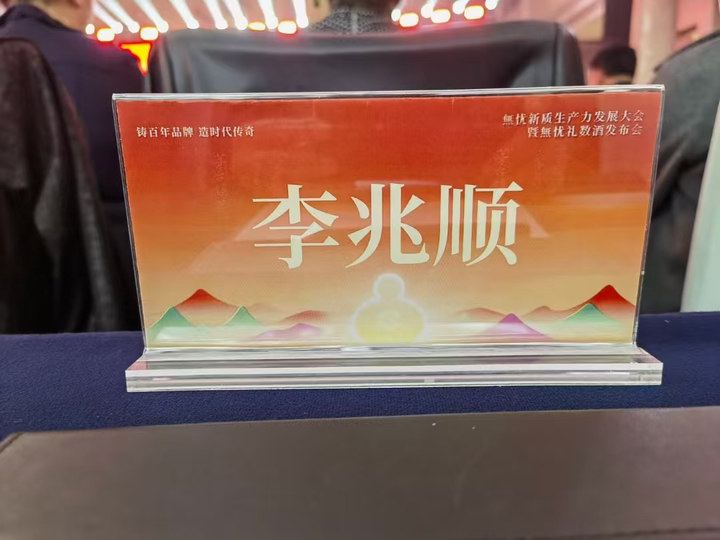 铸百年品牌 造时代传奇
無忧新质生产力发展大会
暨無忧礼数酒发布会
李兆顺